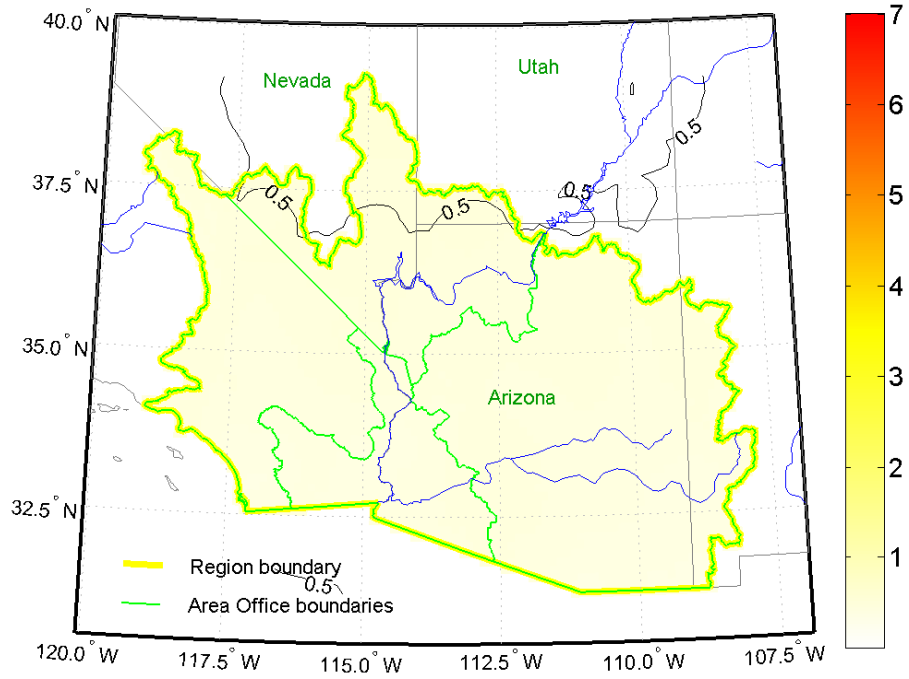 40.0° N
37.5° N
35.0° N
32.5° N
120.0° W
117.5° W
115.0° W
112.5° W
110.0° W
107.5° W
Nevada
Utah
Arizona
0.5
0.5
0.5
0.5
0.5
Region boundary
Area Office boundaries
7
6
5
4
3
2
1